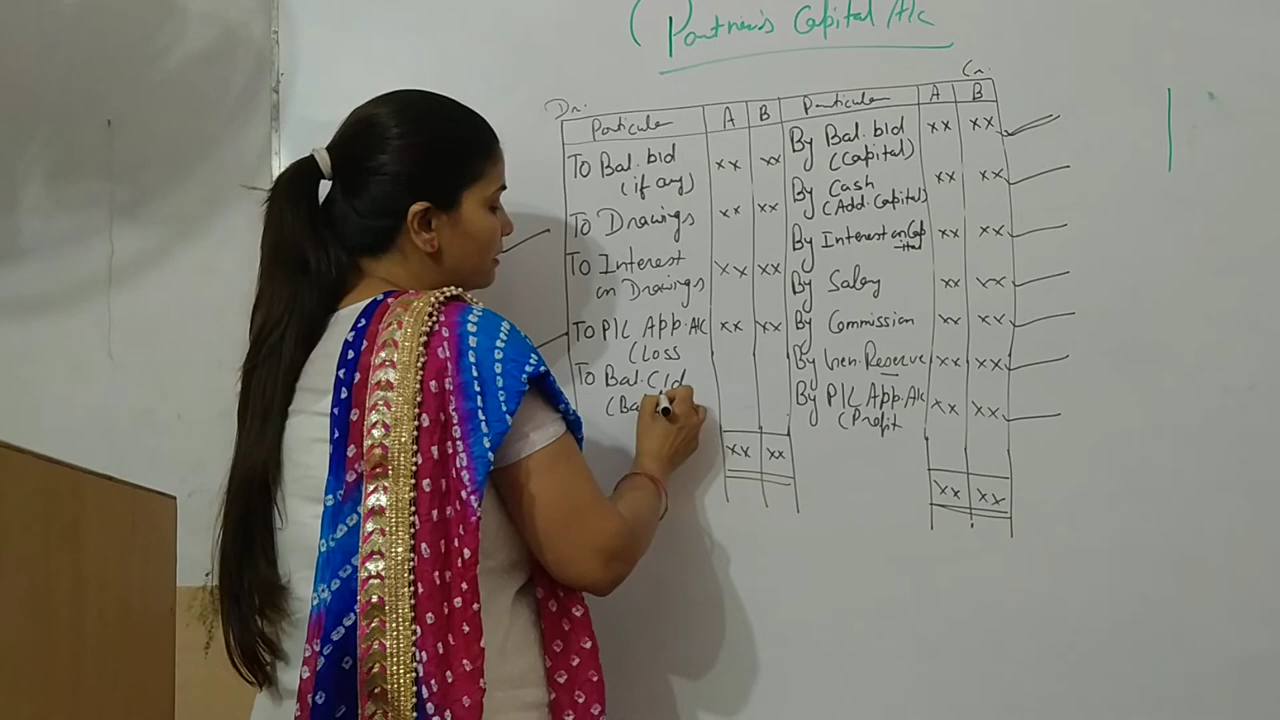 (Partner's Capital A/c
Dr. Cr.
Particular A B Particular A B
To Bal. b/d xx xx By Bal. b/d xx xx
(if any) (Capital)
To Drawings xx xx By Cash xx xx
(Add. Capital)
To Interest xx xx By Interest on Capital xx xx
on Drawings By Salary xx xx
To P/L App. A/c xx xx By Commission xx xx
(Loss By Gen. Reserve xx xx
To Bal. C/d By P/L App. A/c xx xx
(Ba (Profit
xx xx xx xx